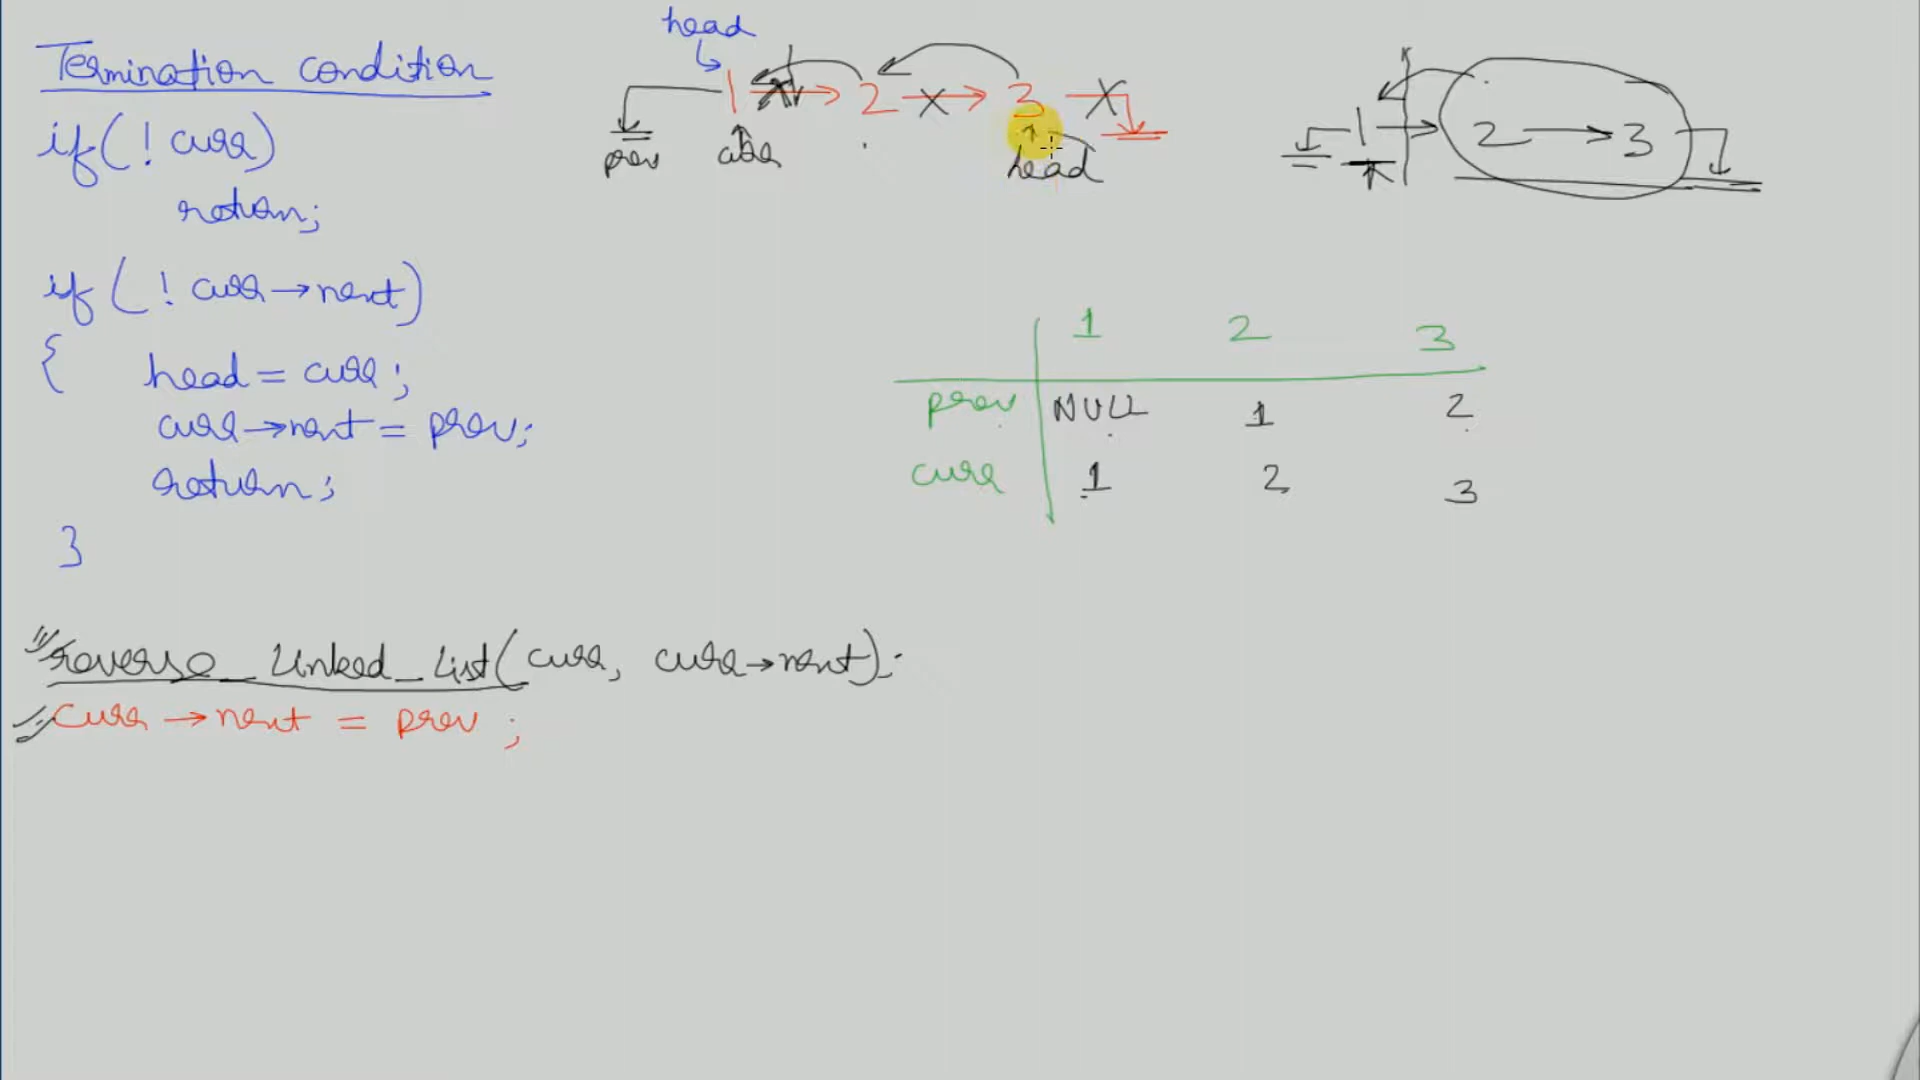 Termination condition
if(! curr)
return;
if(! curr→next)
{ head = curr;
curr→next = prev;
return;
}
head
1 → 2 → 3
prev curr head
1 → 2 → 3
1 2 3
prev NULL 1 2
curr 1 2 3
reverse_linked_list(curr, curr→next);
curr→next = prev;